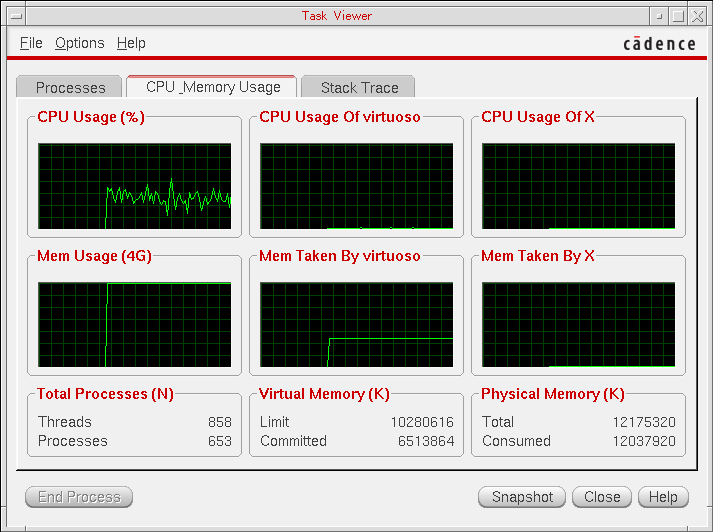 Task Viewer
File Options Help
cādence
Processes CPU _Memory Usage Stack Trace
CPU Usage (%) CPU Usage Of virtuoso CPU Usage Of X
Mem Usage (4G) Mem Taken By virtuoso Mem Taken By X
Total Processes (N) Virtual Memory (K) Physical Memory (K)
Threads 858 Limit 10280616 Total 12175320
Processes 653 Committed 6513864 Consumed 12037920
End Process Snapshot Close Help